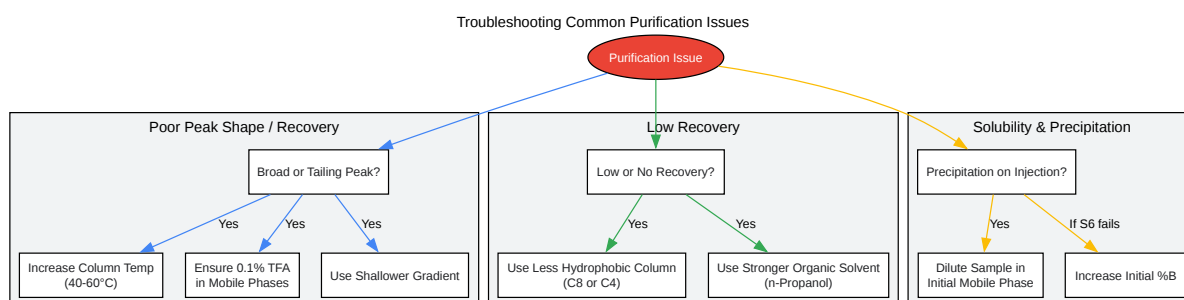 Troubleshooting Common Purification Issues
Purification Issue
Poor Peak Shape / Recovery
Low Recovery
Solubility & Precipitation
Broad or Tailing Peak?
Low or No Recovery?
Precipitation on Injection?
Yes
Yes
Yes
Yes
Yes
Yes
If S6 fails
Increase Column Temp
(40-60°C)
Ensure 0.1% TFA
in Mobile Phases
Use Shallower Gradient
Use Less Hydrophobic Column
(C8 or C4)
Use Stronger Organic Solvent
(n-Propanol)
Dilute Sample in
Initial Mobile Phase
Increase Initial %B